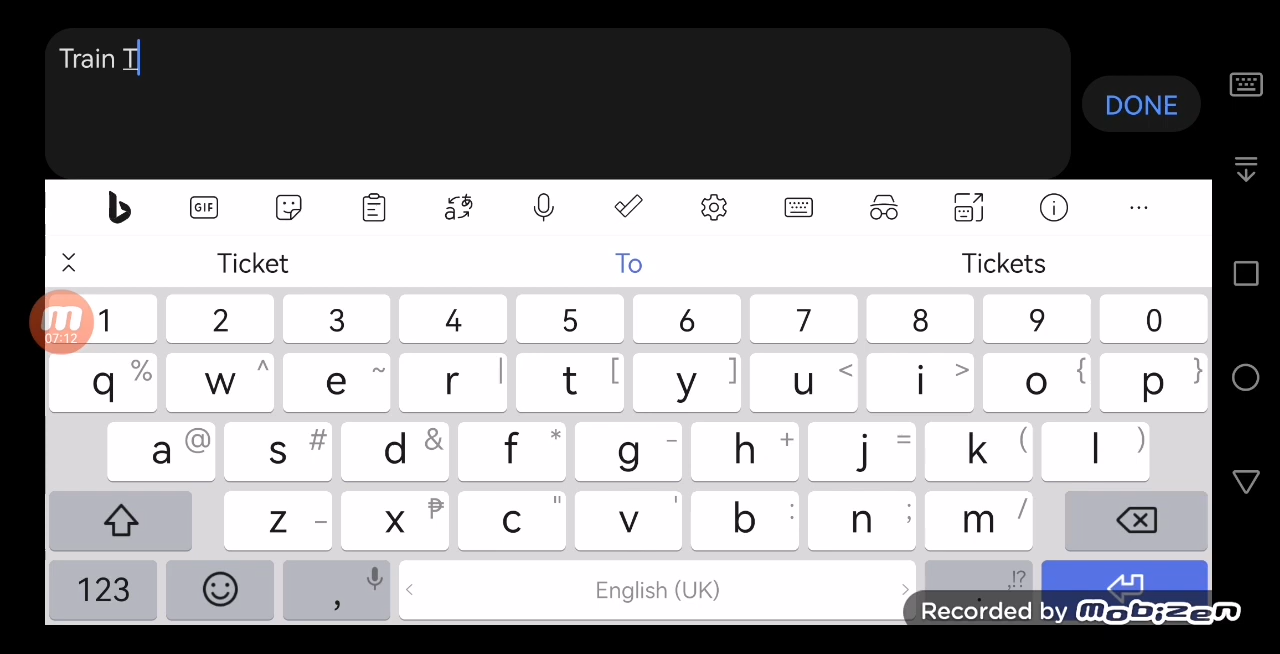 Train T
DONE
GIF
Ticket To Tickets
07:12
1 2 3 4 5 6 7 8 9 0
q % w ^ e ~ r | t [ y ] u < i > o { p }
a @ s # d & f * g - h + j = k ( l )
z _ x ₱ c " v ' b : n ; m /
123 , < English (UK) > . ,!?
Recorded by mobizen